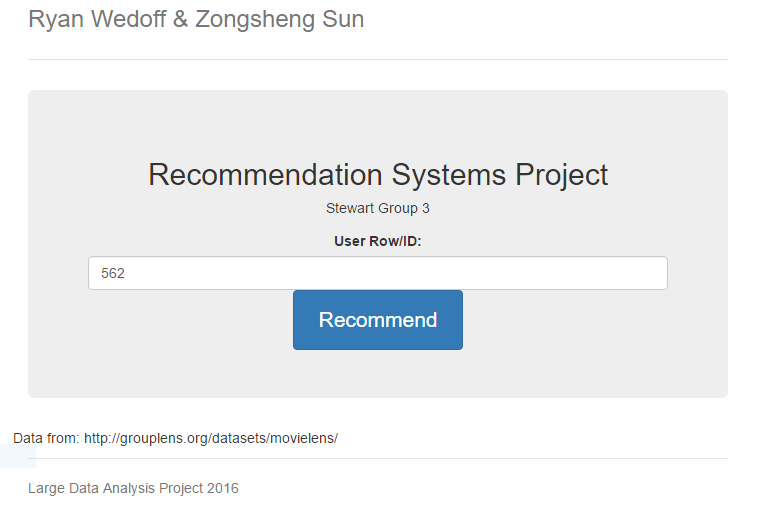 Ryan Wedoff & Zongsheng Sun
Recommendation Systems Project
Stewart Group 3
User Row/ID:
562
Recommend
Data from: http://grouplens.org/datasets/movielens/
Large Data Analysis Project 2016